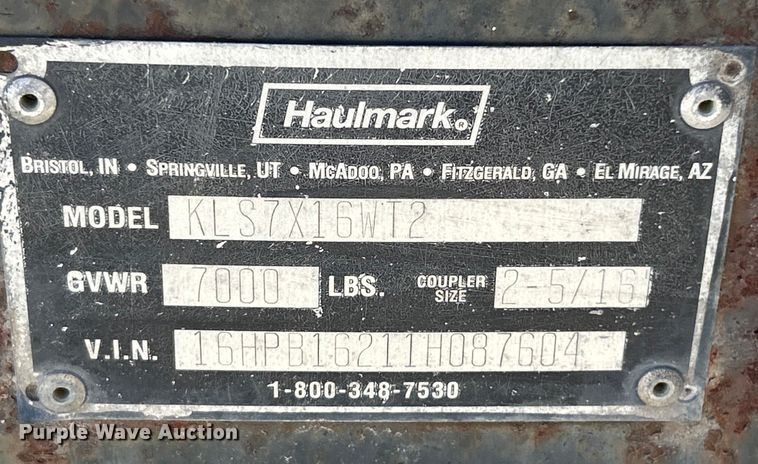 Haulmark®
BRISTOL, IN • SPRINGVILLE, UT • MCADOO, PA • FITZGERALD, GA • EL MIRAGE, AZ
MODEL KLS7X16WT2
GVWR 7000 LBS. COUPLER SIZE 2-5/16
V.I.N. 16HPB16211H087604
1-800-348-7530
Purple Wave Auction